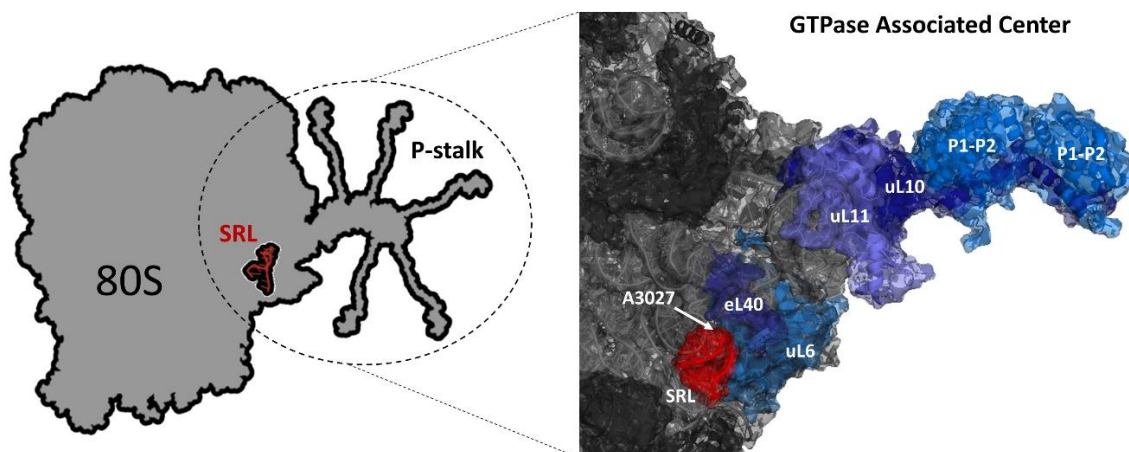 GTPase Associated Center
P-stalk
SRL
80S
P1-P2
P1-P2
uL10
uL11
A3027
eL40
uL6
SRL